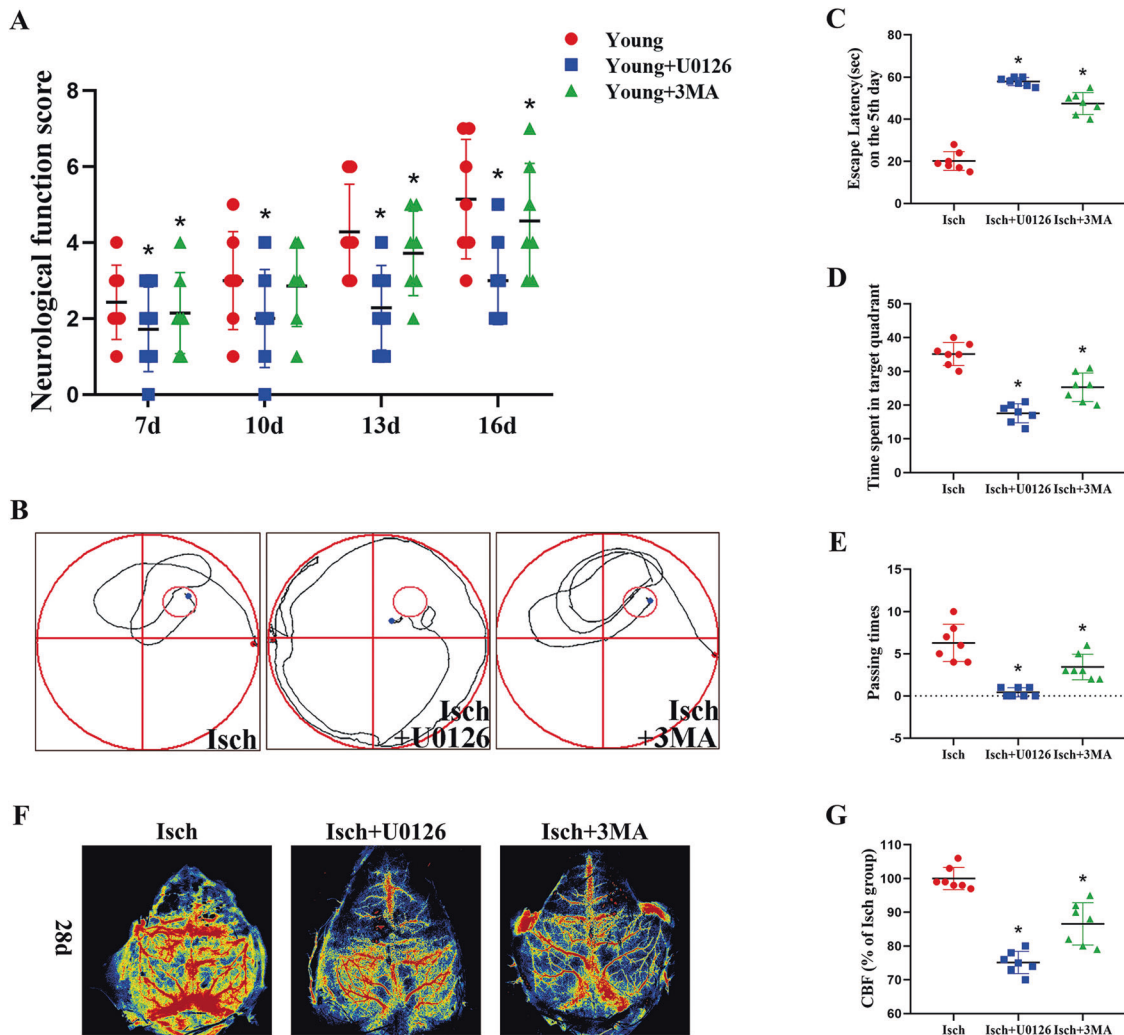 A
Neurological function score
8
6
4
2
0
7d
10d
13d
16d
Young
Young+U0126
Young+3MA
*
*
*
*
*
*
*
B
Isch
Isch
+U0126
Isch
+3MA
F
Isch
Isch+U0126
Isch+3MA
28d
C
Escape Latency(sec)
on the 5th day
80
60
40
20
0
*
*
Isch
Isch+U0126
Isch+3MA
D
Time spent in target quadrant
50
40
30
20
10
0
*
*
Isch
Isch+U0126
Isch+3MA
E
Passing times
15
10
5
0
-5
*
*
Isch
Isch+U0126
Isch+3MA
G
CBF (% of Isch group)
110
100
90
80
70
60
*
*
Isch
Isch+U0126
Isch+3MA